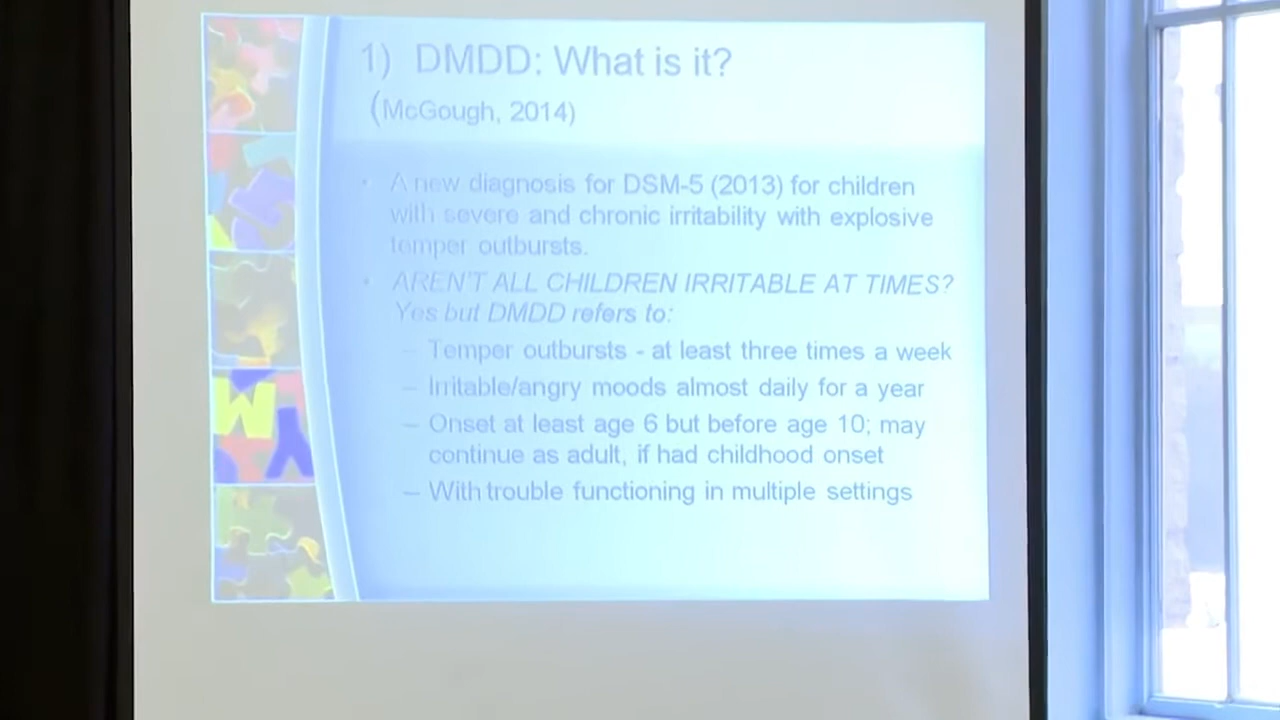 1) DMDD: What is it?
(McGough, 2014)
• A new diagnosis for DSM-5 (2013) for children
with severe and chronic irritability with explosive
temper outbursts.
• AREN'T ALL CHILDREN IRRITABLE AT TIMES?
Yes but DMDD refers to:
– Temper outbursts - at least three times a week
– Irritable/angry moods almost daily for a year
– Onset at least age 6 but before age 10; may
continue as adult, if had childhood onset
– With trouble functioning in multiple settings